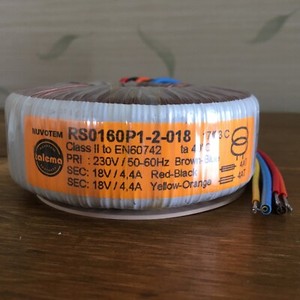 NUVOTEM
talema
RS0160P1-2-018
Class II to EN60742 ta
PRI : 230V / 50-60Hz Brown-Blue
SEC: 18V / 4,4A Red-Black
SEC: 18V / 4,4A Yellow-Orange